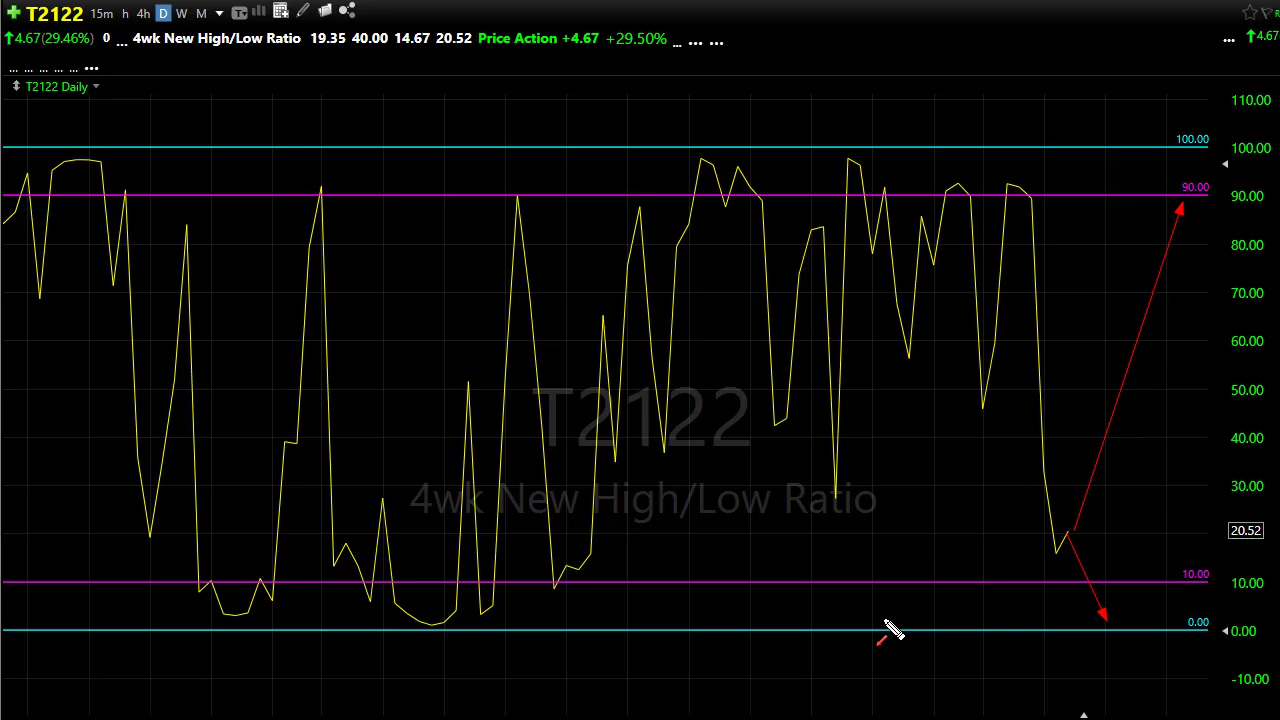 T2122 15m h 4h D W M T
4.67(29.46%) 0 ... 4wk New High/Low Ratio 19.35 40.00 14.67 20.52 Price Action +4.67 +29.50% ... ... ... ... 4.67
... ... ... ... ... ...
T2122 Daily
110.00
100.00 100.00
90.00 90.00
80.00
70.00
60.00
50.00
T2122
40.00
4wk New High/Low Ratio
30.00
20.52
10.00 10.00
0.00 0.00
-10.00